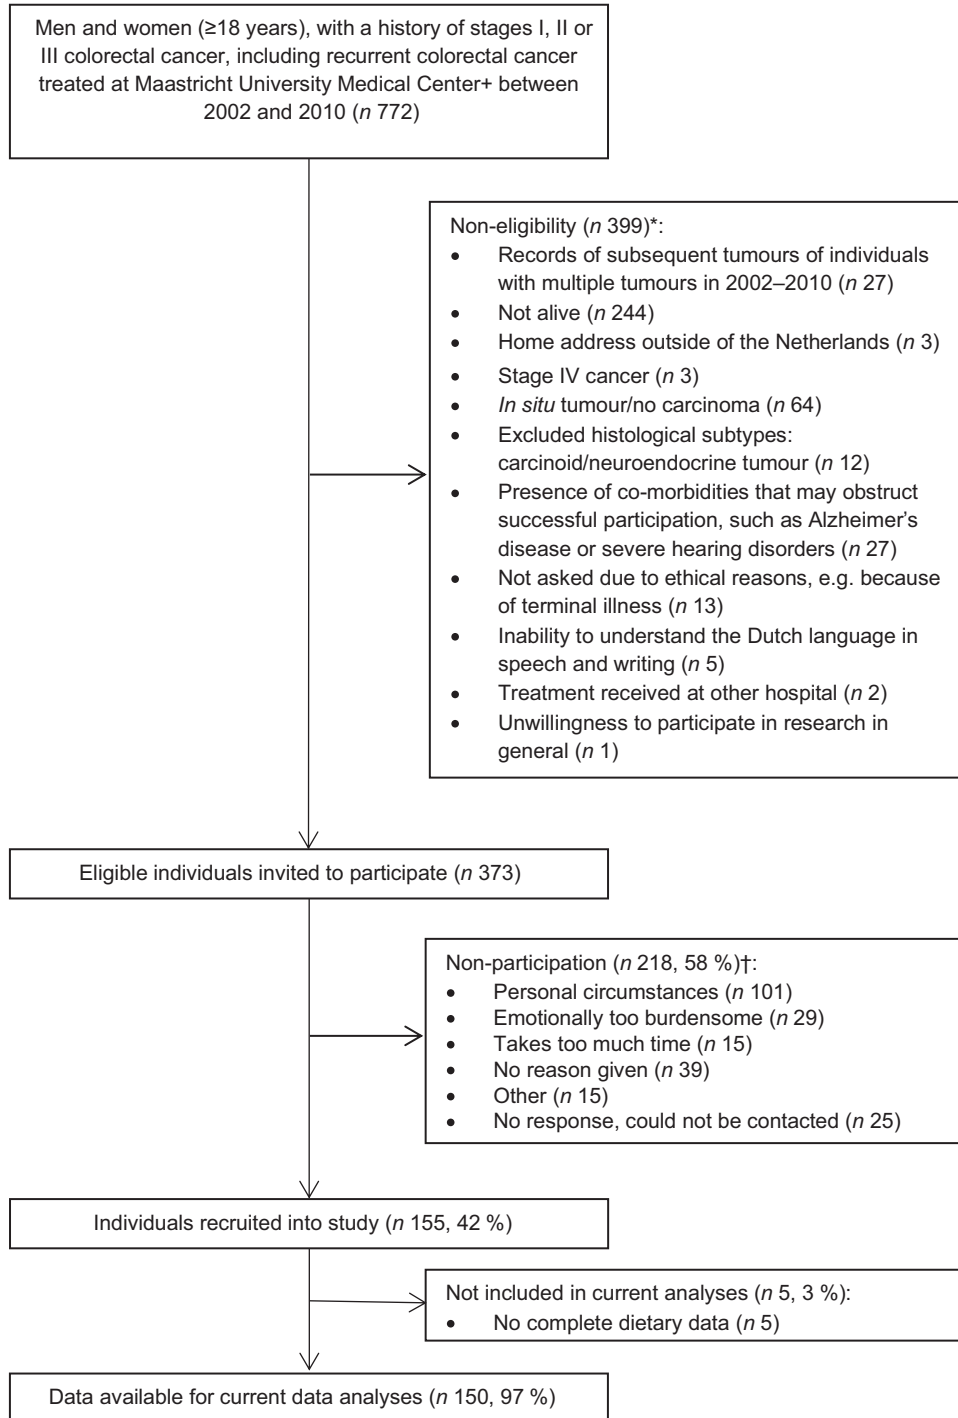 Men and women (≥18 years), with a history of stages I, II or
III colorectal cancer, including recurrent colorectal cancer
treated at Maastricht University Medical Center+ between
2002 and 2010 (n 772)
Non-eligibility (n 399)*:
• Records of subsequent tumours of individuals
with multiple tumours in 2002–2010 (n 27)
• Not alive (n 244)
• Home address outside of the Netherlands (n 3)
• Stage IV cancer (n 3)
• In situ tumour/no carcinoma (n 64)
• Excluded histological subtypes:
carcinoid/neuroendocrine tumour (n 12)
• Presence of co-morbidities that may obstruct
successful participation, such as Alzheimer's
disease or severe hearing disorders (n 27)
• Not asked due to ethical reasons, e.g. because
of terminal illness (n 13)
• Inability to understand the Dutch language in
speech and writing (n 5)
• Treatment received at other hospital (n 2)
• Unwillingness to participate in research in
general (n 1)
Eligible individuals invited to participate (n 373)
Non-participation (n 218, 58 %)†:
• Personal circumstances (n 101)
• Emotionally too burdensome (n 29)
• Takes too much time (n 15)
• No reason given (n 39)
• Other (n 15)
• No response, could not be contacted (n 25)
Individuals recruited into study (n 155, 42 %)
Not included in current analyses (n 5, 3 %):
• No complete dietary data (n 5)
Data available for current data analyses (n 150, 97 %)